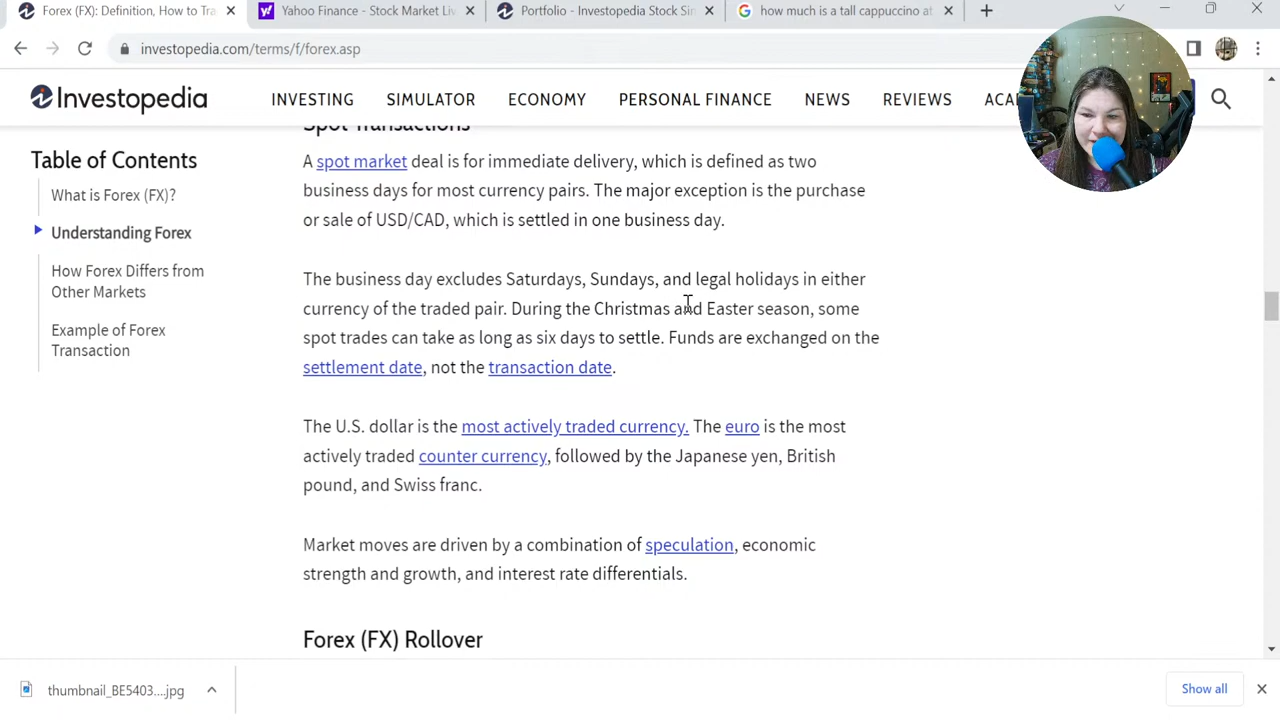 Forex (FX): Definition, How to Tra
Yahoo Finance - Stock Market Liv
Portfolio - Investopedia Stock Sin
how much is a tall cappuccino at
investopedia.com/terms/f/forex.asp
Investopedia
INVESTING
SIMULATOR
ECONOMY
PERSONAL FINANCE
NEWS
REVIEWS
ACA
Table of Contents
What is Forex (FX)?
Understanding Forex
How Forex Differs from
Other Markets
Example of Forex
Transaction
Spot Transactions
A spot market deal is for immediate delivery, which is defined as two
business days for most currency pairs. The major exception is the purchase
or sale of USD/CAD, which is settled in one business day.
The business day excludes Saturdays, Sundays, and legal holidays in either
currency of the traded pair. During the Christmas and Easter season, some
spot trades can take as long as six days to settle. Funds are exchanged on the
settlement date, not the transaction date.
The U.S. dollar is the most actively traded currency. The euro is the most
actively traded counter currency, followed by the Japanese yen, British
pound, and Swiss franc.
Market moves are driven by a combination of speculation, economic
strength and growth, and interest rate differentials.
Forex (FX) Rollover
thumbnail_BE5403....jpg
Show all